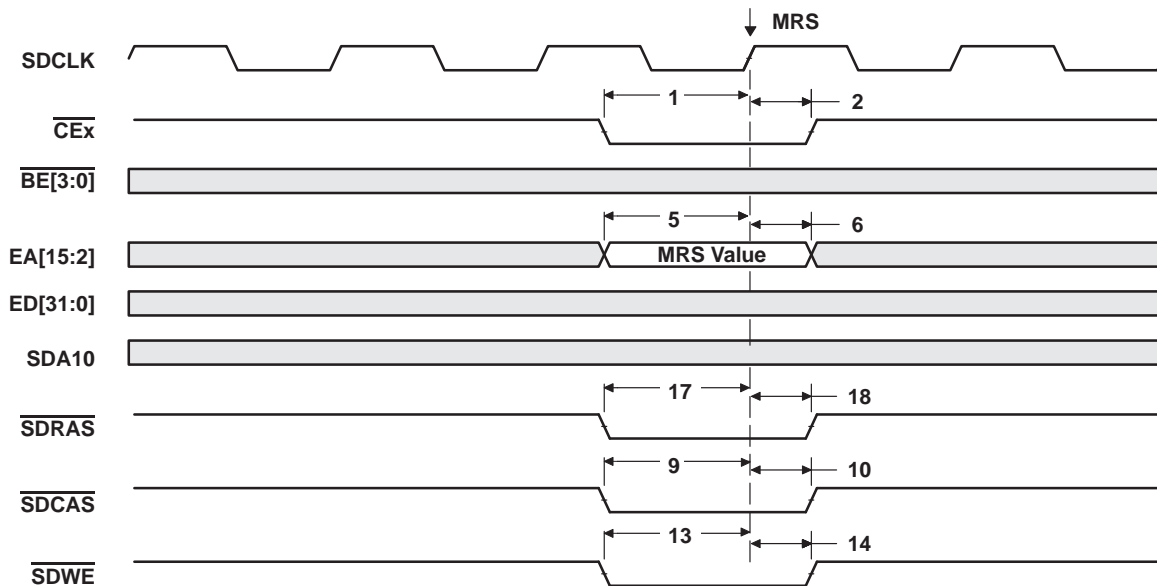 MRS
SDCLK
1
2
CEx
BE[3:0]
5
6
EA[15:2]
MRS Value
ED[31:0]
SDA10
17
18
SDRAS
9
10
SDCAS
13
14
SDWE